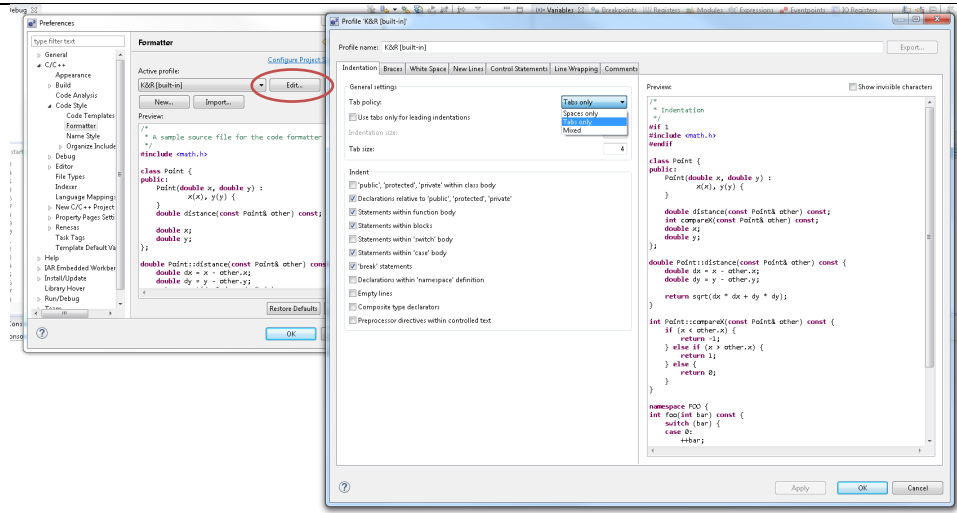 ebug
(x)= Variables
Breakpoints
Registers
Modules
Expressions
Eventpoints
IO Registers
Preferences
type filter text
General
C/C++
Appearance
Build
Code Analysis
Code Style
Code Templates
Formatter
Name Style
Organize Include
Debug
Editor
File Types
Indexer
Language Mappings
New C/C++ Project
Property Pages Setti
Renesas
Task Tags
Template Default Va
Help
IAR Embedded Workben
Install/Update
Library Hover
Run/Debug
Team
Formatter
Configure Project S
Active profile:
K&R [built-in]
Edit...
New...
Import...
Preview:
/*
 * A sample source file for the code formatter
 */
#include <math.h>

class Point {
public:
    Point(double x, double y) :
            x(x), y(y) {
    }
    double distance(const Point& other) const;

    double x;
    double y;
};

double Point::distance(const Point& other) cons
    double dx = x - other.x;
    double dy = y - other.y;
Restore Defaults
OK
Profile 'K&R [built-in]'
Profile name:
K&R [built-in]
Export...
Indentation
Braces
White Space
New Lines
Control Statements
Line Wrapping
Comments
General settings
Tab policy:
Tabs only
Spaces only
Tabs only
Mixed
Use tabs only for leading indentations
Indentation size:
Tab size:
4
Indent
'public', 'protected', 'private' within class body
Declarations relative to 'public', 'protected', 'private'
Statements within function body
Statements within blocks
Statements within 'switch' body
Statements within 'case' body
'break' statements
Declarations within 'namespace' definition
Empty lines
Composite type declarators
Preprocessor directives within controlled text
Preview:
Show invisible characters
/*
 * Indentation
 */
#if 1
#include <math.h>
#endif

class Point {
public:
    Point(double x, double y) :
            x(x), y(y) {
    }

    double distance(const Point& other) const;
    int compareX(const Point& other) const;
    double x;
    double y;
};

double Point::distance(const Point& other) const {
    double dx = x - other.x;
    double dy = y - other.y;

    return sqrt(dx * dx + dy * dy);
}

int Point::compareX(const Point& other) const {
    if (x < other.x) {
        return -1;
    } else if (x > other.x) {
        return 1;
    } else {
        return 0;
    }
}

namespace FOO {
int foo(int bar) const {
    switch (bar) {
    case 0:
        ++bar;
Apply
OK
Cancel